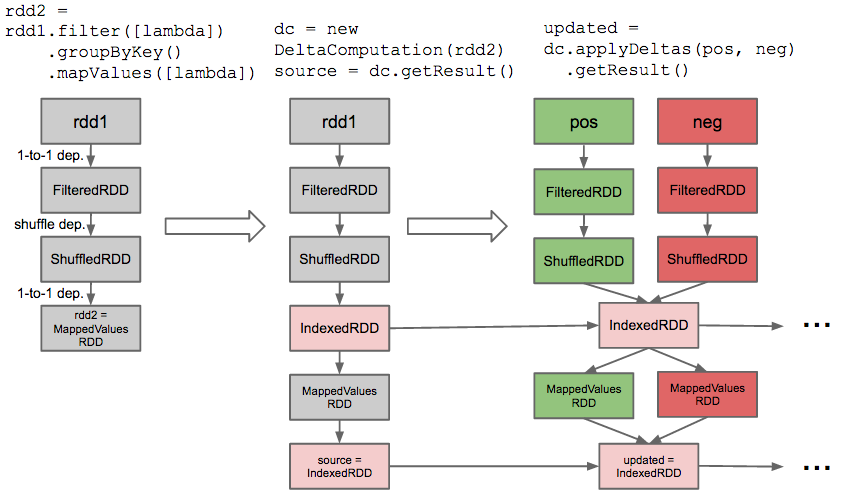 rdd2 =
rdd1.filter([lambda])
.groupByKey()
.mapValues([lambda])
dc = new
DeltaComputation(rdd2)
source = dc.getResult()
updated =
dc.applyDeltas(pos, neg)
.getResult()
rdd1
1-to-1 dep.
FilteredRDD
shuffle dep.
ShuffledRDD
1-to-1 dep.
rdd2 =
MappedValues
RDD
rdd1
FilteredRDD
ShuffledRDD
IndexedRDD
MappedValues
RDD
source =
IndexedRDD
pos
neg
FilteredRDD
FilteredRDD
ShuffledRDD
ShuffledRDD
IndexedRDD
...
MappedValues
RDD
MappedValues
RDD
updated =
IndexedRDD
...